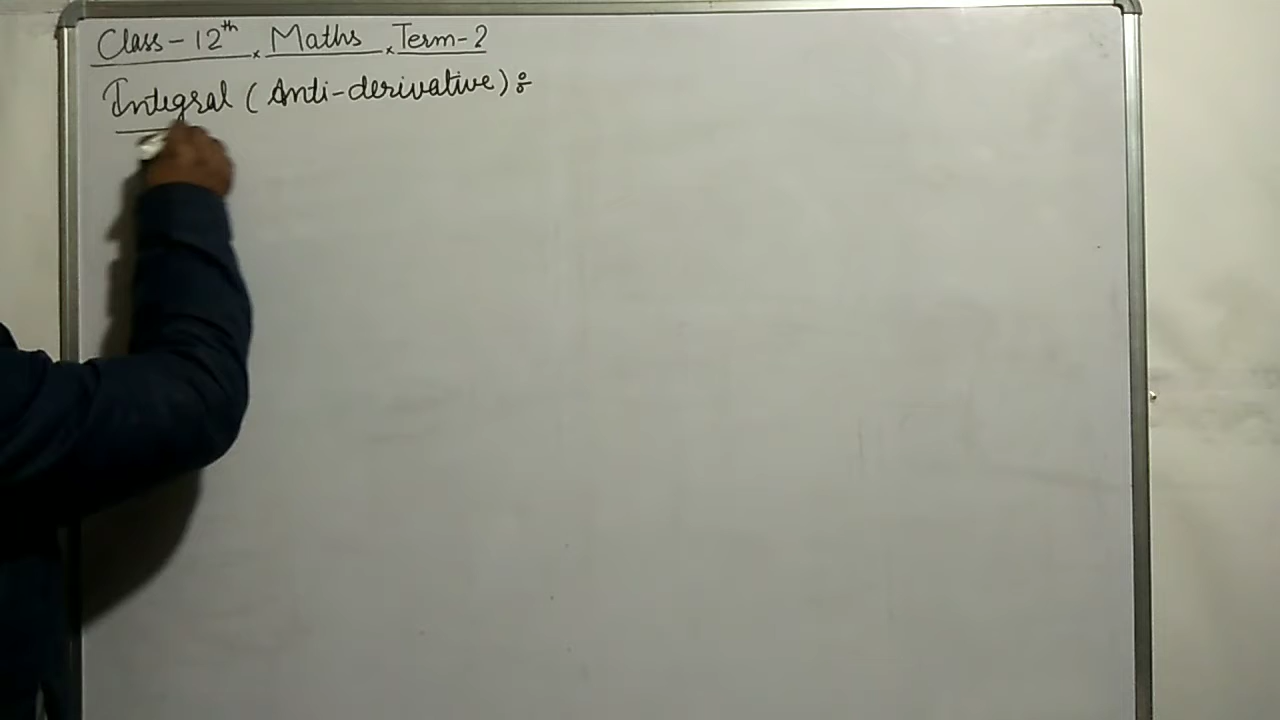 Class-12th × Maths × Term-2
Integral (Anti-derivative):